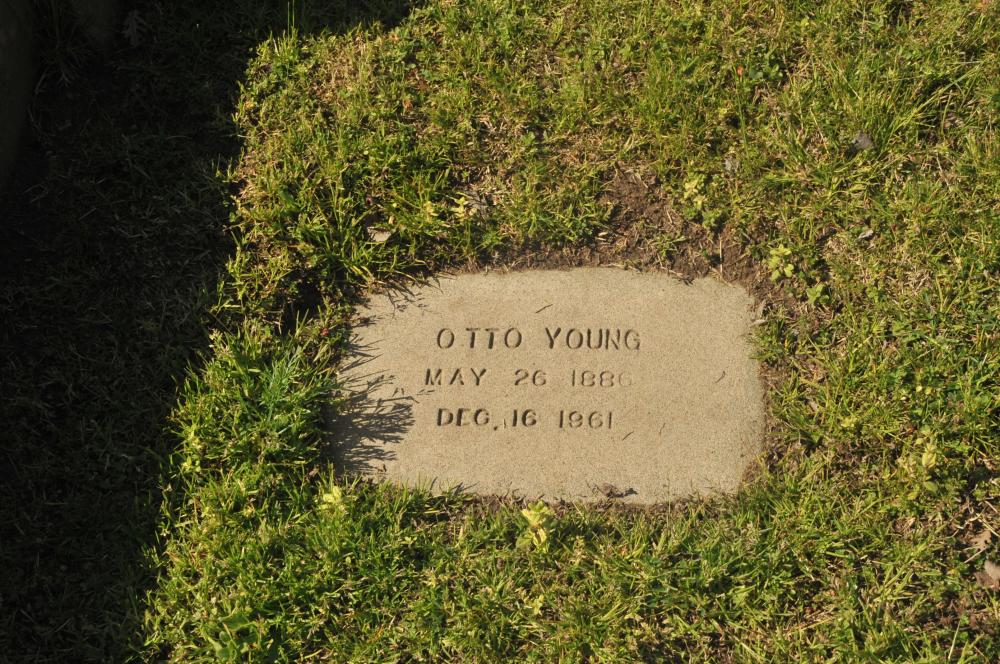 OTTO YOUNG
MAY 26 1886
DEC. 16 1961